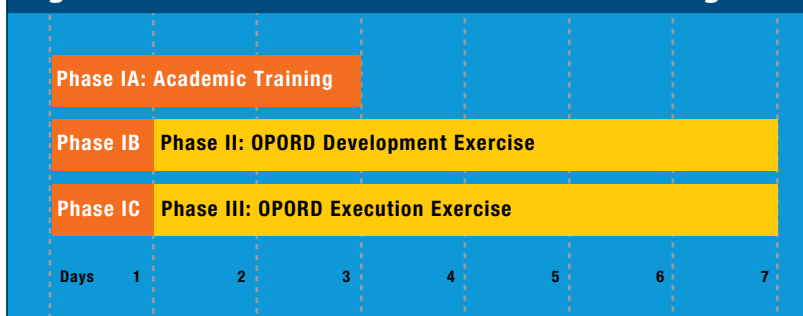 Phase IA: Academic Training
Phase IB Phase II: OPORD Development Exercise
Phase IC Phase III: OPORD Execution Exercise
Days 1 2 3 4 5 6 7